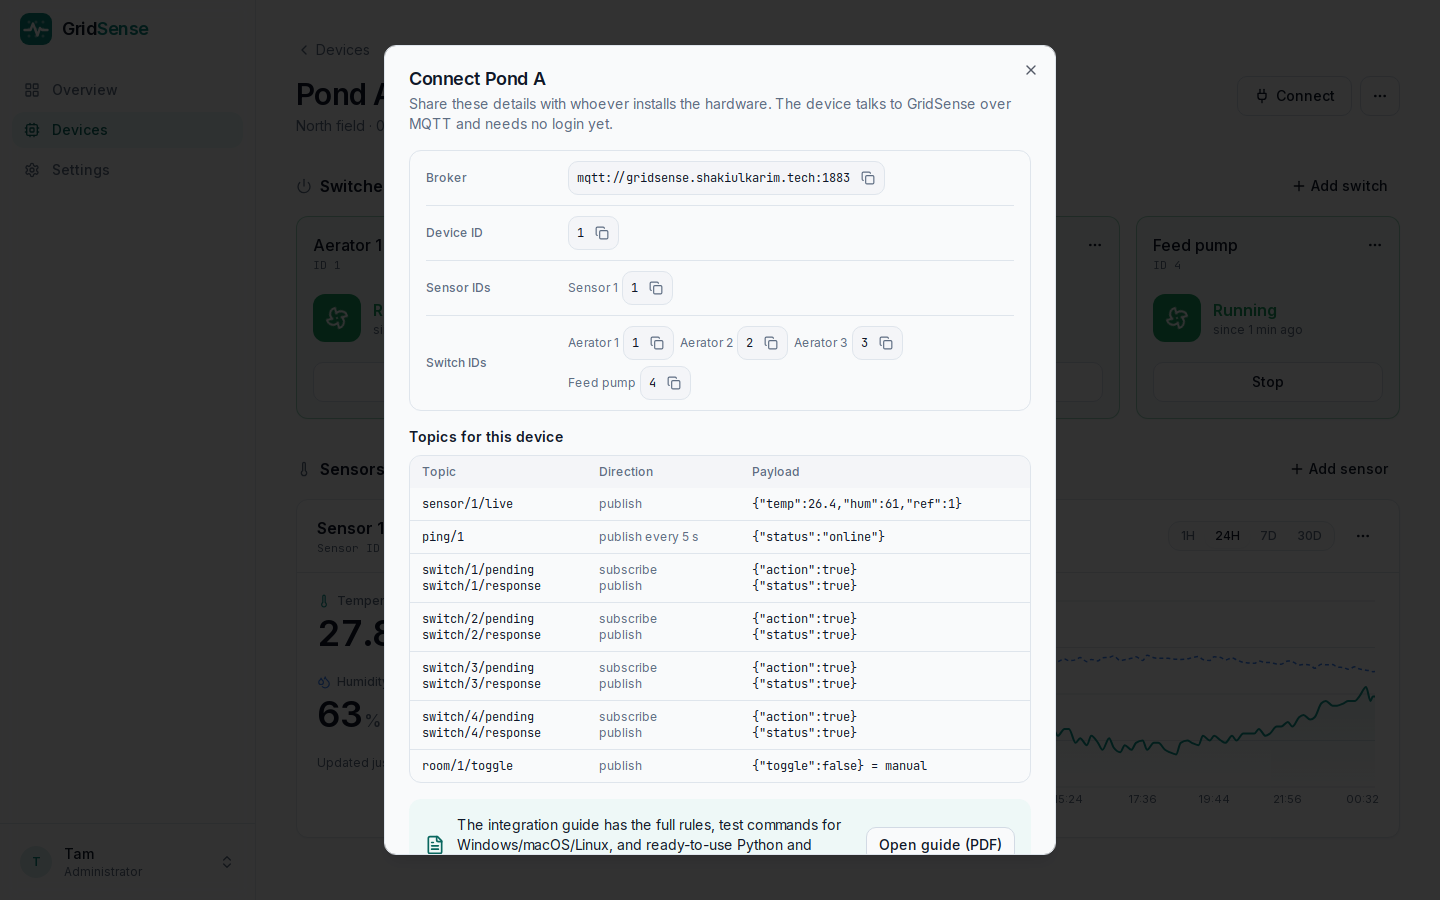 GridSense
Overview
Devices
Settings
Devices
Pond A
North field · 0
Connect
Switche
Add switch
Aerator 1
ID 1
Feed pump
ID 4
Running
since 1 min ago
Stop
Sensors
Add sensor
Sensor 1
Sensor ID
1H 24H 7D 30D
Temper
27.8
Humidity
63%
Updated jus
15:24 17:36 19:44 21:56 00:32
T
Tam
Administrator
Connect Pond A
Share these details with whoever installs the hardware. The device talks to GridSense over
MQTT and needs no login yet.
Broker mqtt://gridsense.shakiulkarim.tech:1883
Device ID 1
Sensor IDs Sensor 1 1
Switch IDs Aerator 1 1 Aerator 2 2 Aerator 3 3
Feed pump 4
Topics for this device
Topic Direction Payload
sensor/1/live publish {"temp":26.4,"hum":61,"ref":1}
ping/1 publish every 5 s {"status":"online"}
switch/1/pending subscribe {"action":true}
switch/1/response publish {"status":true}
switch/2/pending subscribe {"action":true}
switch/2/response publish {"status":true}
switch/3/pending subscribe {"action":true}
switch/3/response publish {"status":true}
switch/4/pending subscribe {"action":true}
switch/4/response publish {"status":true}
room/1/toggle publish {"toggle":false} = manual
The integration guide has the full rules, test commands for
Windows/macOS/Linux, and ready-to-use Python and
Open guide (PDF)